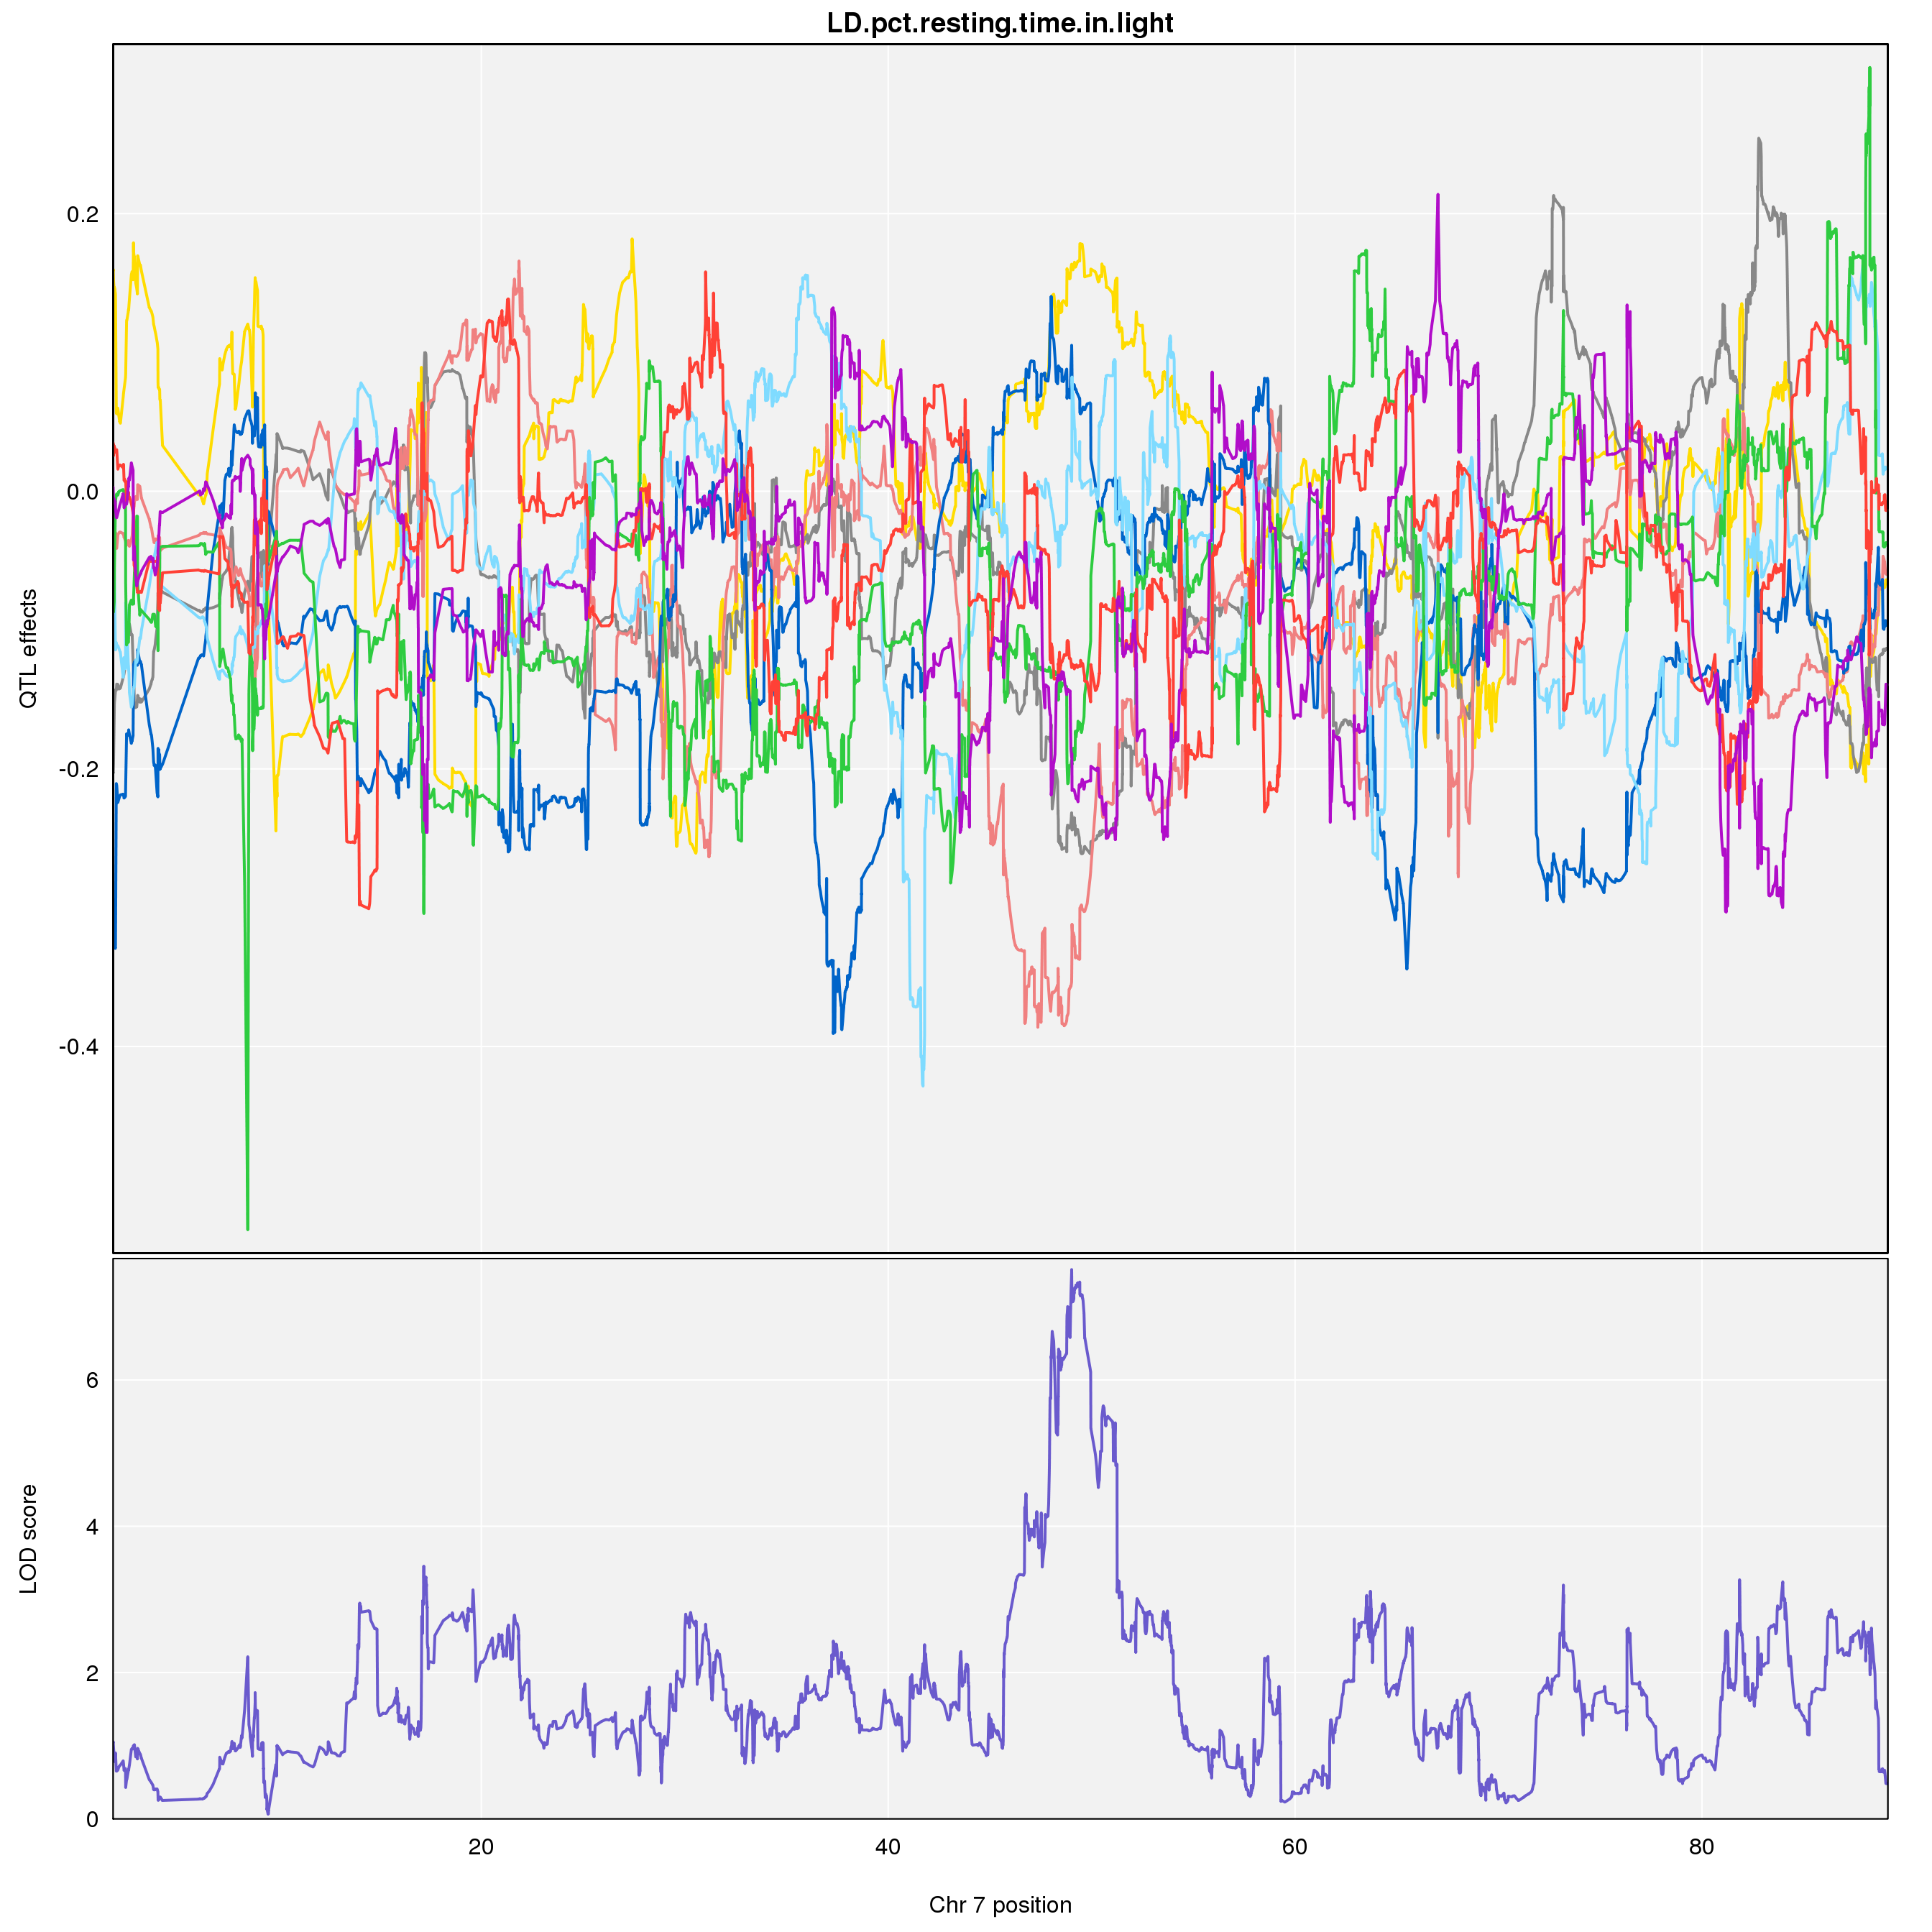 LD.pct.resting.time.in.light
QTL effects
0.2
0.0
-0.2
-0.4
LOD score
6
4
2
0
20 40 60 80
Chr 7 position